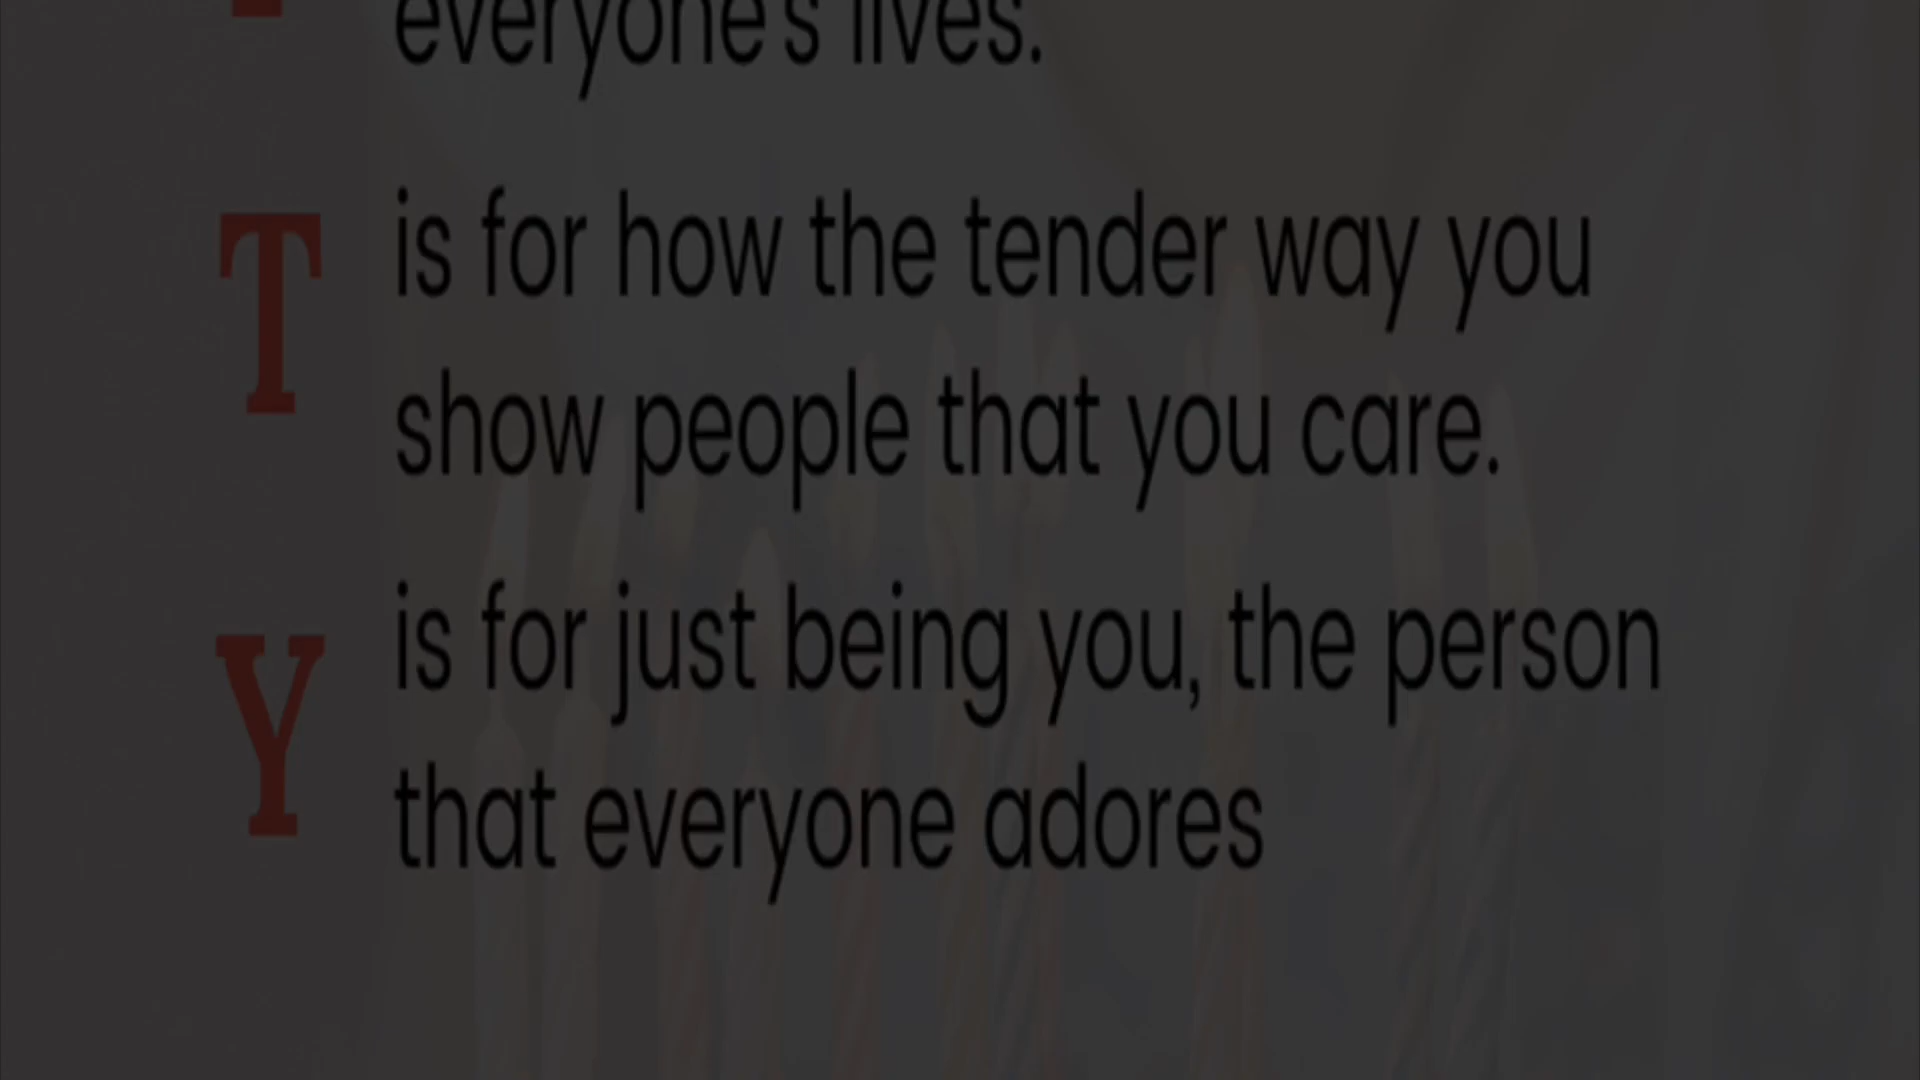 everyone's lives.
T is for how the tender way you
show people that you care.
Y is for just being you, the person
that everyone adores